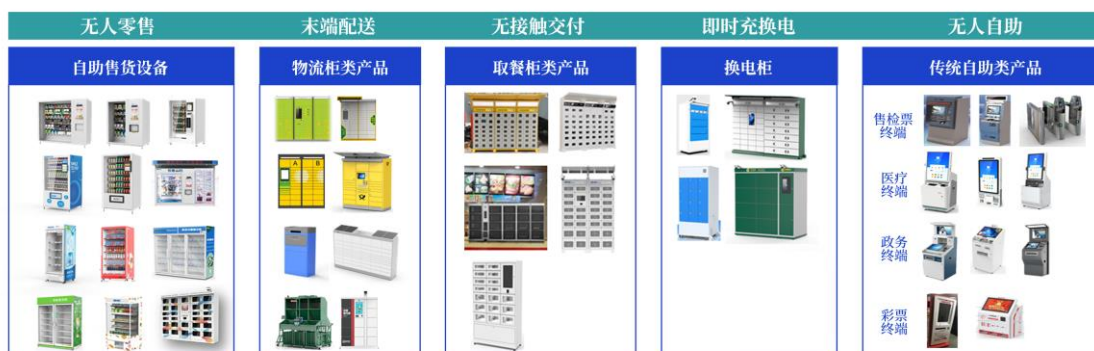 无人零售
末端配送
无接触交付
即时充换电
无人自助
自助售货设备
物流柜类产品
取餐柜类产品
换电柜
传统自助类产品
售检票
终端
医疗
终端
政务
终端
彩票
终端
A
B